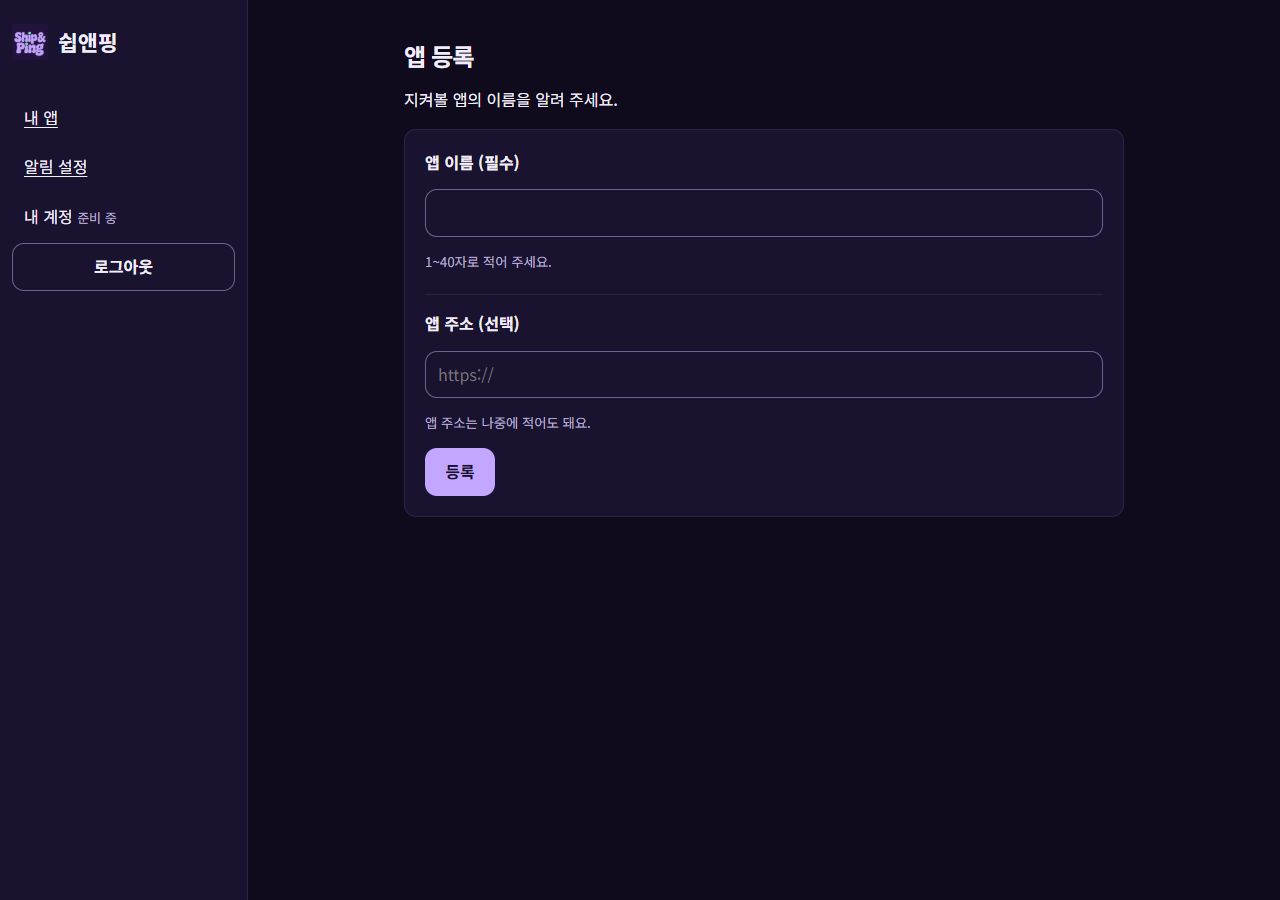 Ship&
Ping
쉽앤핑
내 앱
알림 설정
내 계정 준비 중
로그아웃
앱 등록
지켜볼 앱의 이름을 알려 주세요.
앱 이름 (필수)
1~40자로 적어 주세요.
앱 주소 (선택)
https://
앱 주소는 나중에 적어도 돼요.
등록